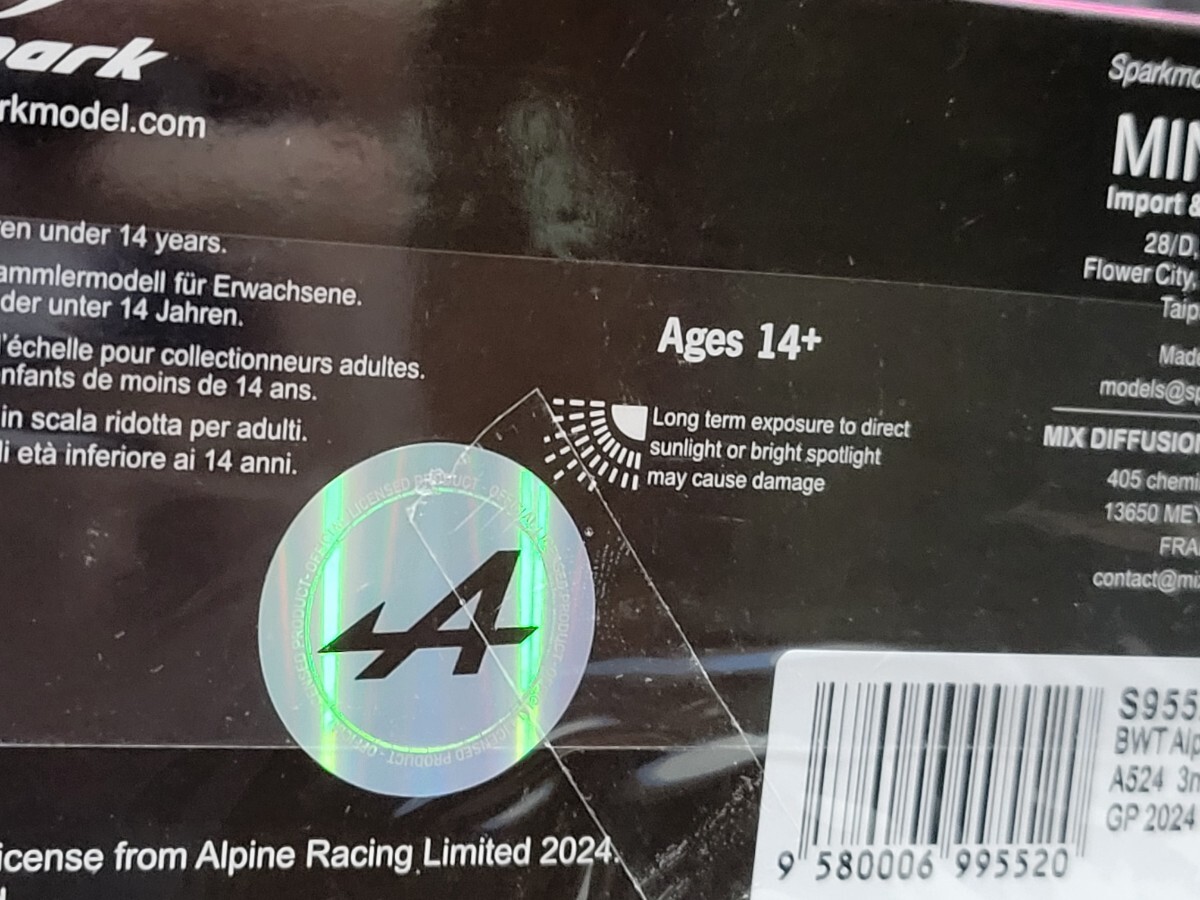 park
rkmodel.com
en under 14 years.
ammlermodell für Erwachsene.
der unter 14 Jahren.
l'échelle pour collectionneurs adultes.
nfants de moins de 14 ans.
in scala ridotta per adulti.
li età inferiore ai 14 anni.
Ages 14+
Long term exposure to direct
sunlight or bright spotlight
may cause damage
OFFICIAL LICENSED PRODUCT
icense from Alpine Racing Limited 2024.
Sparkmo
MIN
Import &
28/D,
Flower City,
Taip
Made
models@sp
MIX DIFFUSION
405 chemi
13650 MEY
FRA
contact@mi
S955
BWT Alp
A524 3r
GP 2024
9 580006 995520